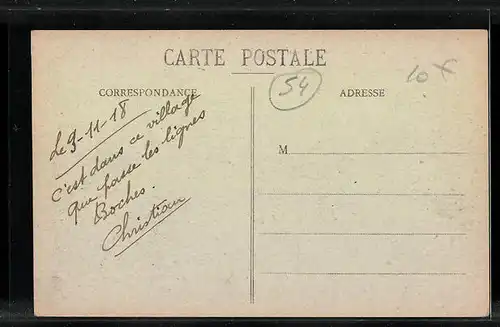 CARTE POSTALE
54
10 x
CORRESPONDANCE
ADRESSE
le 9-11-18
c'est dans ce village
que passe les lignes
Boches.
Christian
M